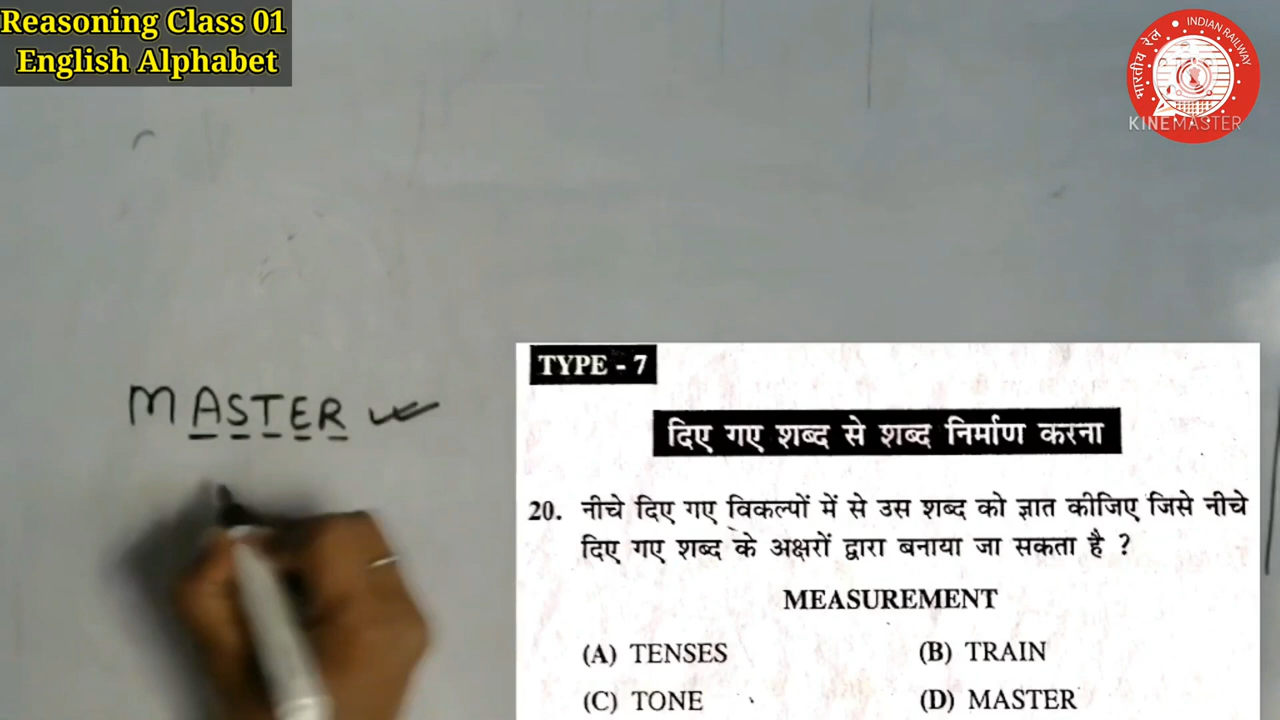 Reasoning Class 01
English Alphabet
भारतीय रेल • INDIAN RAILWAY
KINEMASTER
MASTER
TYPE - 7
दिए गए शब्द से शब्द निर्माण करना
20. नीचे दिए गए विकल्पों में से उस शब्द को ज्ञात कीजिए जिसे नीचे
दिए गए शब्द के अक्षरों द्वारा बनाया जा सकता है ?
MEASUREMENT
(A) TENSES (B) TRAIN
(C) TONE (D) MASTER